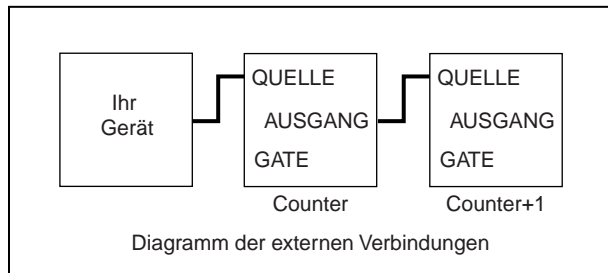 Ihr
Gerät
QUELLE
AUSGANG
GATE
Counter
QUELLE
AUSGANG
GATE
Counter+1
Diagramm der externen Verbindungen